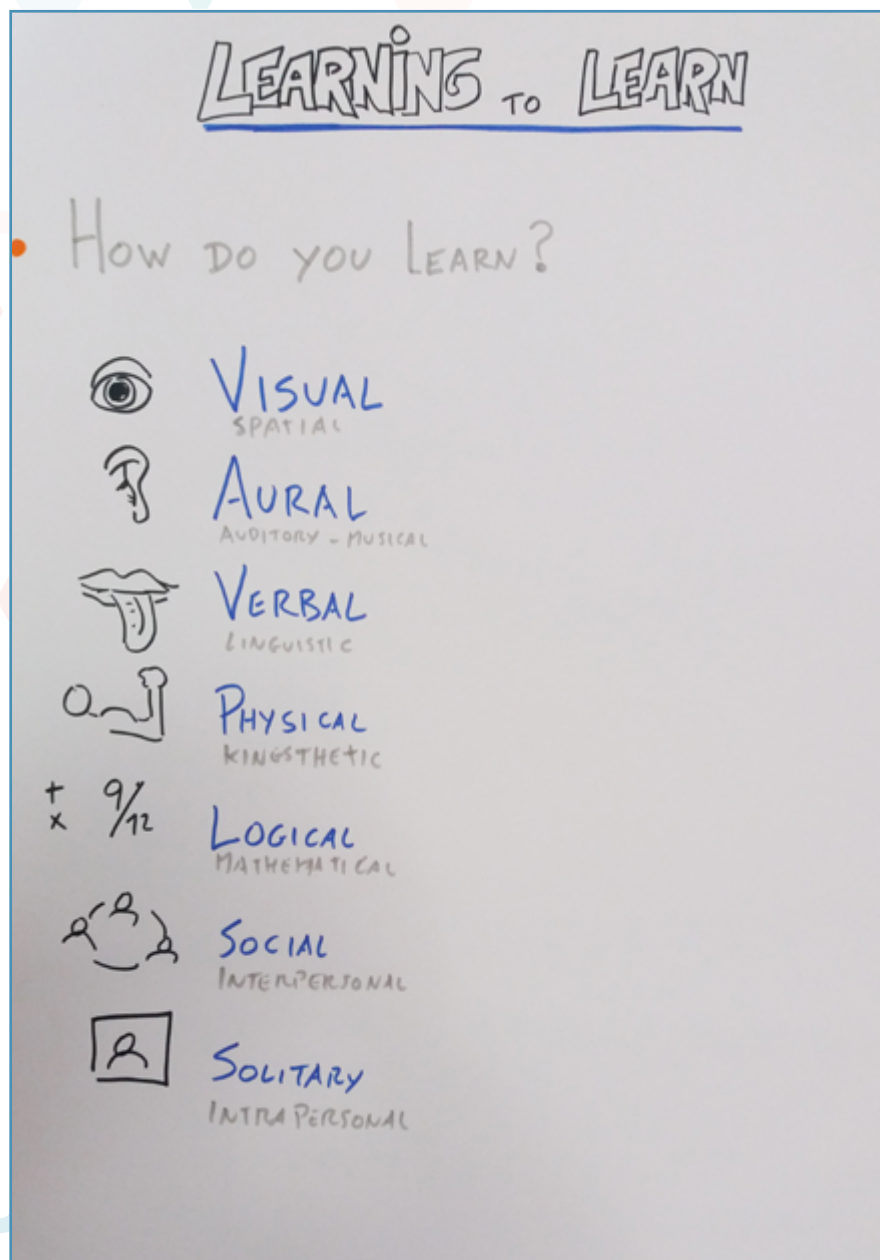 LEARNING TO LEARN
HOW DO YOU LEARN?
VISUAL
SPATIAL
AURAL
AUDITORY - MUSICAL
VERBAL
LINGUISTIC
PHYSICAL
KINGSTHETIC
+ 9/12
x
LOGICAL
MATHEMATICAL
SOCIAL
INTERPERSONAL
SOLITARY
INTRAPERSONAL